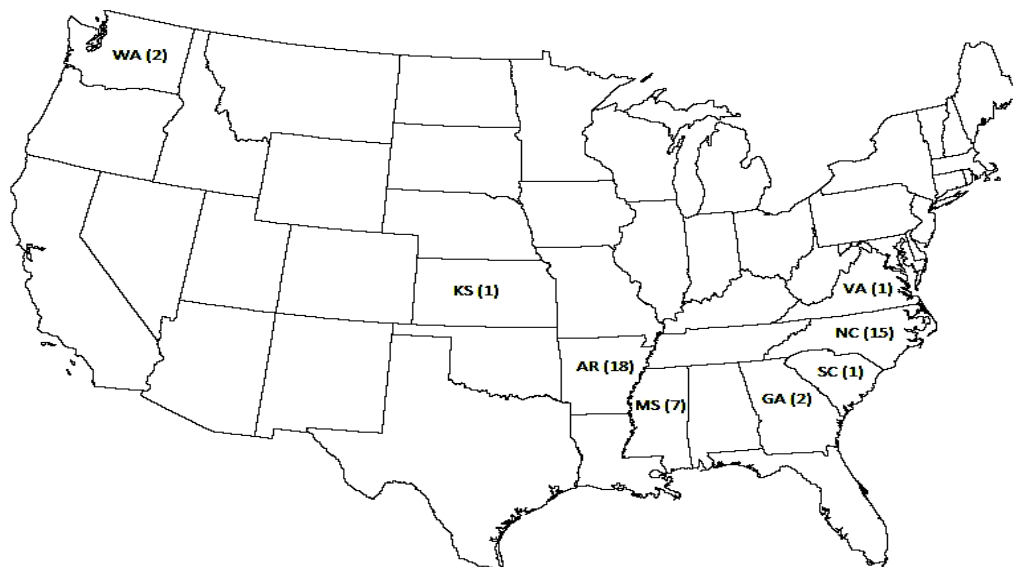 WA (2)
KS (1)
VA (1)
NC (15)
AR (18)
SC (1)
MS (7)
GA (2)